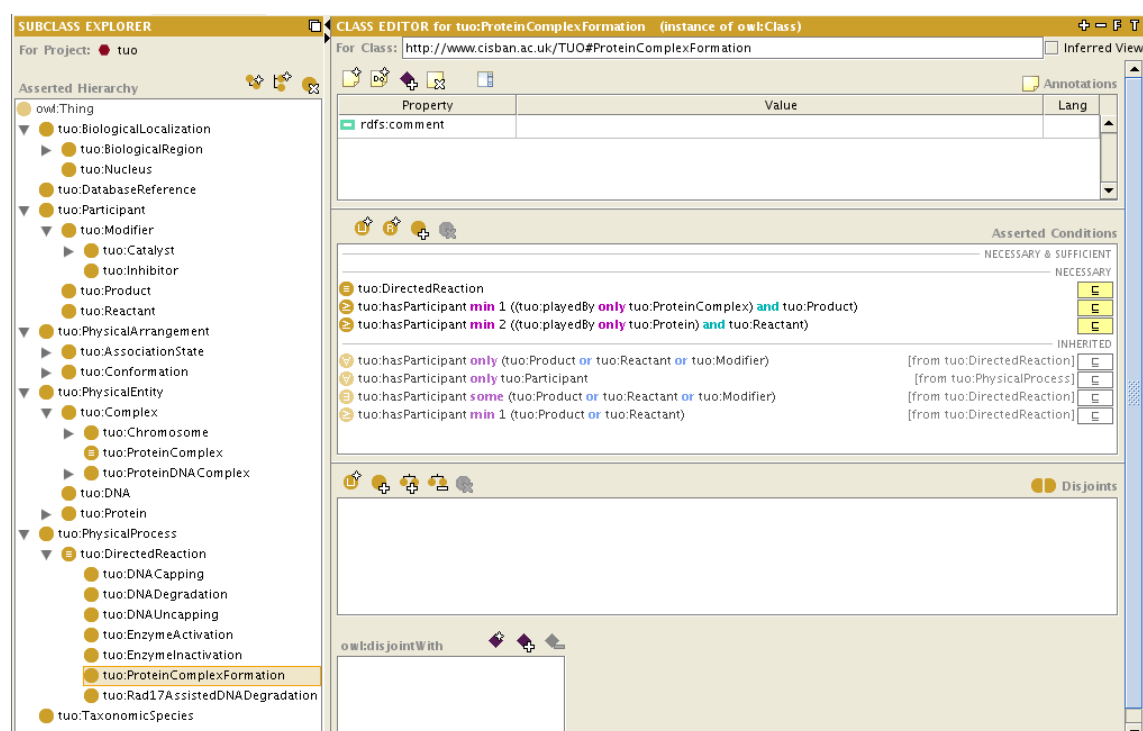 SUBCLASS EXPLORER
For Project: tuo
Asserted Hierarchy
owl:Thing
tuo:BiologicalLocalization
tuo:BiologicalRegion
tuo:Nucleus
tuo:DatabaseReference
tuo:Participant
tuo:Modifier
tuo:Catalyst
tuo:Inhibitor
tuo:Product
tuo:Reactant
tuo:PhysicalArrangement
tuo:AssociationState
tuo:Conformation
tuo:PhysicalEntity
tuo:Complex
tuo:Chromosome
tuo:ProteinComplex
tuo:ProteinDNAComplex
tuo:DNA
tuo:Protein
tuo:PhysicalProcess
tuo:DirectedReaction
tuo:DNACapping
tuo:DNADegradation
tuo:DNAUncapping
tuo:EnzymeActivation
tuo:EnzymeInactivation
tuo:ProteinComplexFormation
tuo:Rad17AssistedDNADegradation
tuo:TaxonomicSpecies
CLASS EDITOR for tuo:ProteinComplexFormation (instance of owl:Class)
For Class: http://www.cisban.ac.uk/TUO#ProteinComplexFormation
Inferred View
Annotations
Property Value Lang
rdfs:comment
Asserted Conditions
NECESSARY & SUFFICIENT
NECESSARY
tuo:DirectedReaction
tuo:hasParticipant min 1 ((tuo:playedBy only tuo:ProteinComplex) and tuo:Product)
tuo:hasParticipant min 2 ((tuo:playedBy only tuo:Protein) and tuo:Reactant)
INHERITED
tuo:hasParticipant only (tuo:Product or tuo:Reactant or tuo:Modifier) [from tuo:DirectedReaction]
tuo:hasParticipant only tuo:Participant [from tuo:PhysicalProcess]
tuo:hasParticipant some (tuo:Product or tuo:Reactant or tuo:Modifier) [from tuo:DirectedReaction]
tuo:hasParticipant min 1 (tuo:Product or tuo:Reactant) [from tuo:DirectedReaction]
Disjoints
owl:disjointWith